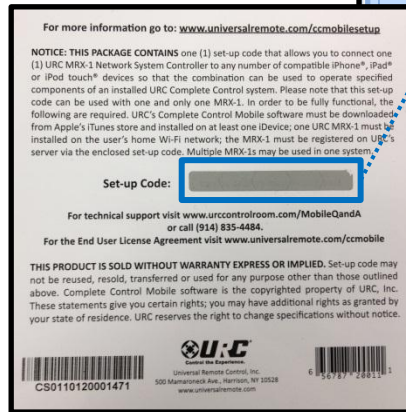 For more information go to: www.universalremote.com/ccmobilesetup
NOTICE: THIS PACKAGE CONTAINS one (1) set-up code that allows you to connect one
(1) URC MRX-1 Network System Controller to any number of compatible iPhone®, iPad®
or iPod touch® devices so that the combination can be used to operate specified
components of an installed URC Complete Control system. Please note that this set-up
code can be used with one and only one MRX-1. In order to be fully functional, the
following are required. URC's Complete Control Mobile software must be downloaded
from Apple's iTunes store and installed on at least one iDevice; one URC MRX-1 must be
installed on the user's home Wi-Fi network; the MRX-1 must be registered on URC's
server via the enclosed set-up code. Multiple MRX-1s may be used in one system.
Set-up Code:
For technical support visit www.urccontrolroom.com/MobileQandA
or call (914) 835-4484.
For the End User License Agreement visit www.universalremote.com/ccmobile
THIS PRODUCT IS SOLD WITHOUT WARRANTY EXPRESS OR IMPLIED. Set-up code may
not be reused, resold, transferred or used for any purpose other than those outlined
above. Complete Control Mobile software is the copyrighted property of URC, Inc.
These statements give you certain rights; you may have additional rights as granted by
your state of residence. URC reserves the right to change specifications without notice.
URC
Control the Experience.
Universal Remote Control, Inc.
500 Mamaroneck Ave., Harrison, NY 10528
www.universalremote.com
CS0110120001471
6 56787 20011 1